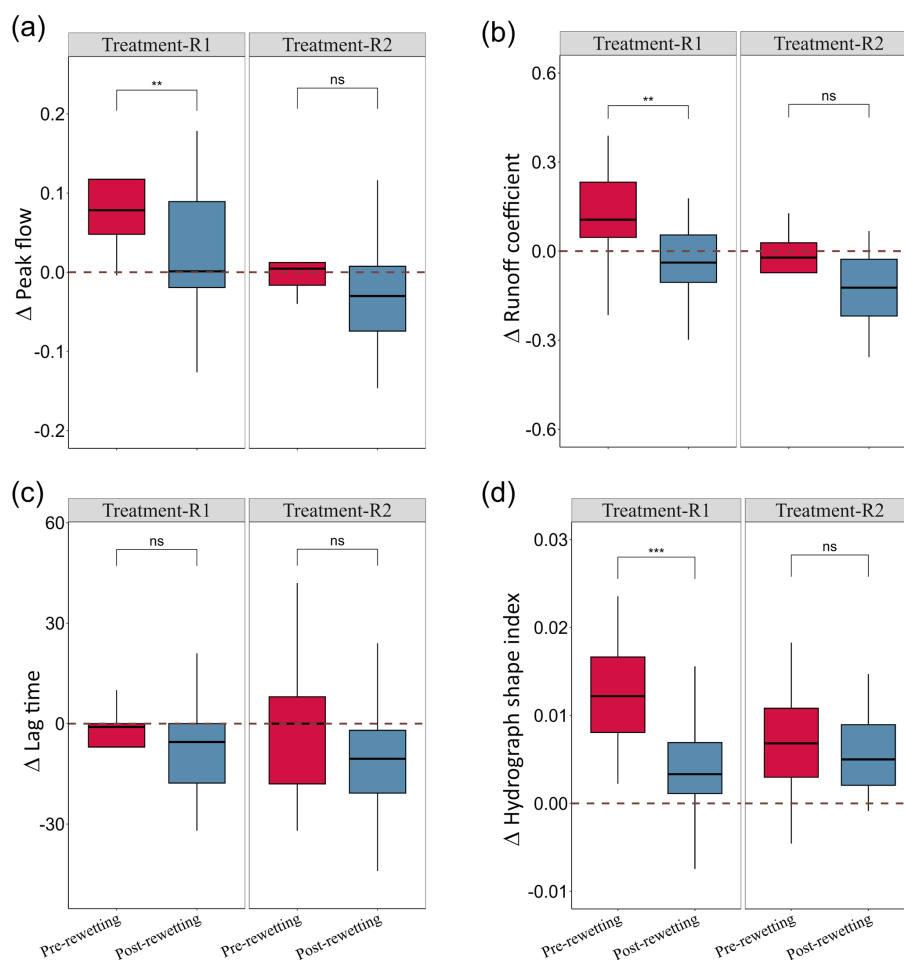 (a)
Treatment-R1
Treatment-R2
Δ Peak flow
0.2
0.1
0.0
-0.1
-0.2
**
ns
(b)
Treatment-R1
Treatment-R2
Δ Runoff coefficient
0.6
0.3
0.0
-0.3
-0.6
**
ns
(c)
Treatment-R1
Treatment-R2
Δ Lag time
60
30
0
-30
ns
ns
Pre-rewetting
Post-rewetting
Pre-rewetting
Post-rewetting
(d)
Treatment-R1
Treatment-R2
Δ Hydrograph shape index
0.03
0.02
0.01
0.00
-0.01
***
ns
Pre-rewetting
Post-rewetting
Pre-rewetting
Post-rewetting